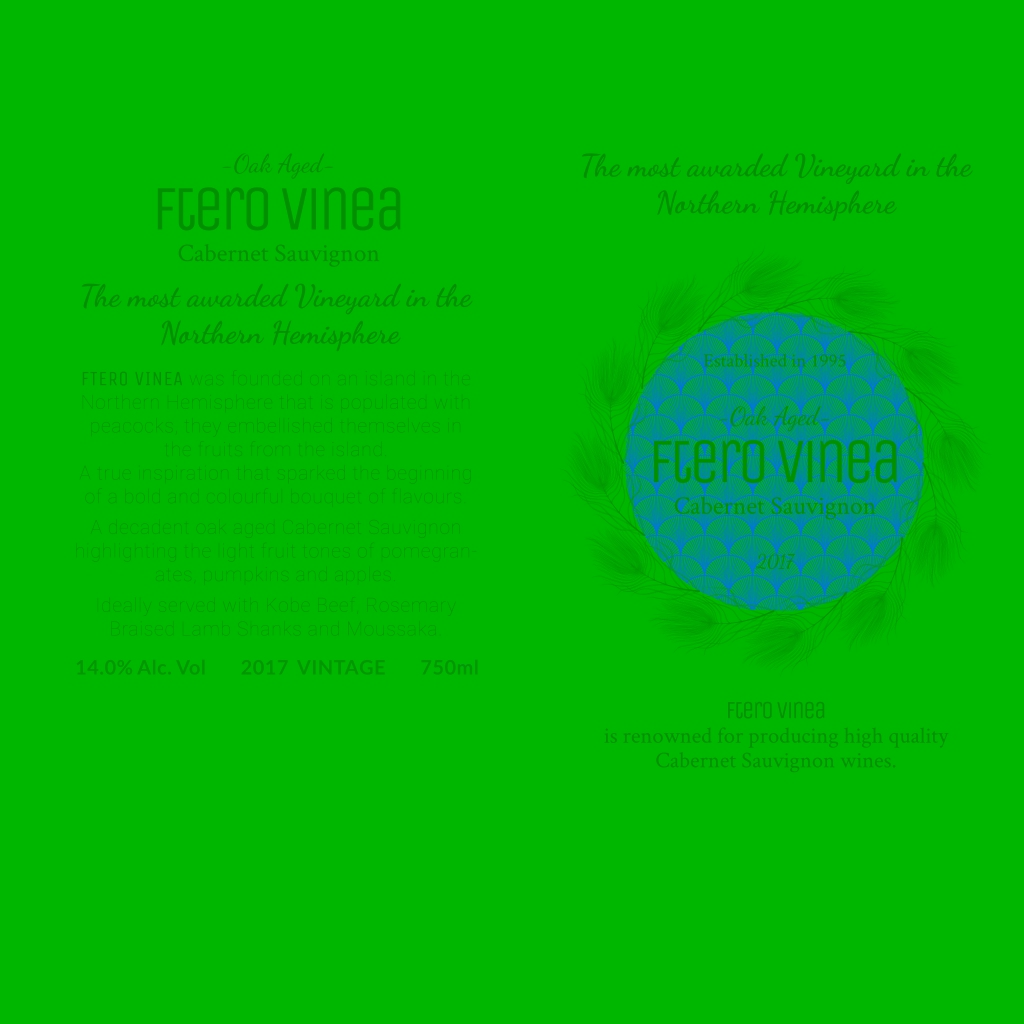 -Oak Aged-
Ftero Vinea
Cabernet Sauvignon
The most awarded Vineyard in the
Northern Hemisphere
FTERO VINEA was founded on an island in the
Northern Hemisphere that is populated with
peacocks, they embellished themselves in
the fruits from the island.
A true inspiration that sparked the beginning
of a bold and colourful bouquet of flavours.
A decadent oak aged Cabernet Sauvignon
highlighting the light fruit tones of pomegran-
ates, pumpkins and apples.
Ideally served with Kobe Beef, Rosemary
Braised Lamb Shanks and Moussaka.
14.0% Alc. Vol 2017 VINTAGE 750ml
The most awarded Vineyard in the
Northern Hemisphere
Established in 1995
-Oak Aged-
Ftero Vinea
Cabernet Sauvignon
2017
Ftero Vinea
is renowned for producing high quality
Cabernet Sauvignon wines.